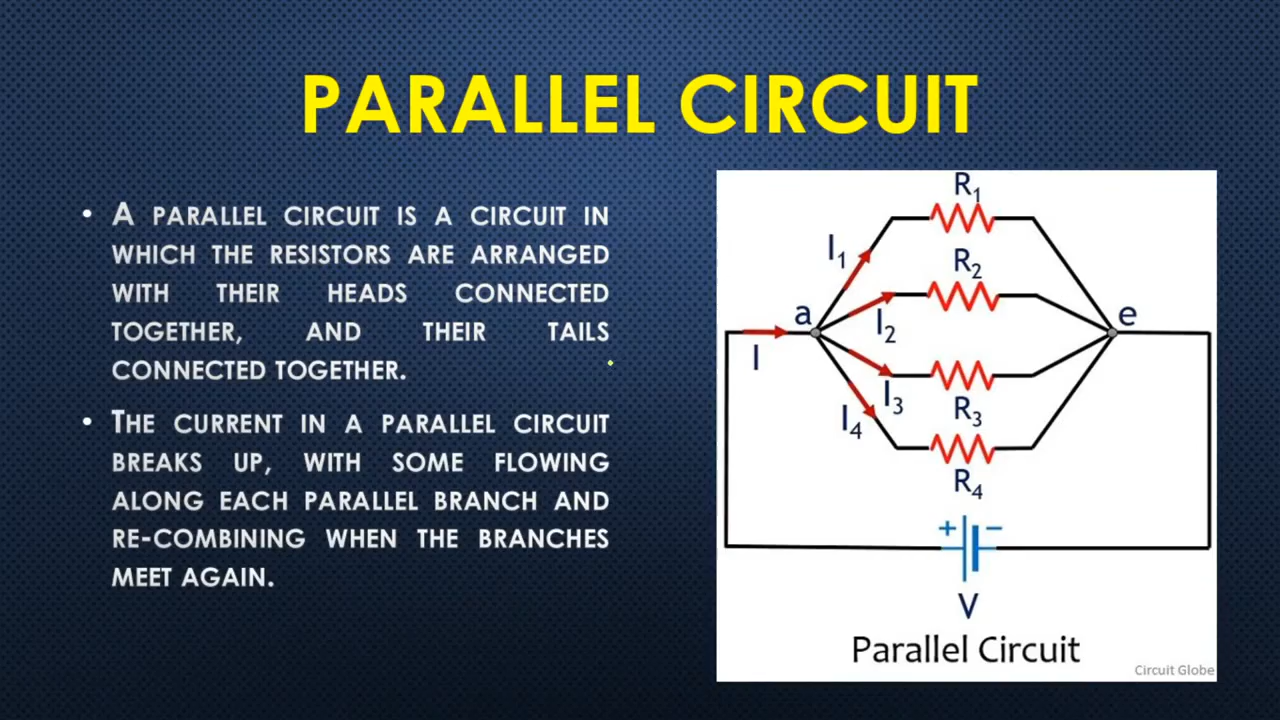 PARALLEL CIRCUIT
• A PARALLEL CIRCUIT IS A CIRCUIT IN
WHICH THE RESISTORS ARE ARRANGED
WITH THEIR HEADS CONNECTED
TOGETHER, AND THEIR TAILS
CONNECTED TOGETHER.
• THE CURRENT IN A PARALLEL CIRCUIT
BREAKS UP, WITH SOME FLOWING
ALONG EACH PARALLEL BRANCH AND
RE-COMBINING WHEN THE BRANCHES
MEET AGAIN.
R₁
I₁
R₂
a
e
I₂
I
I₃
R₃
I₄
R₄
+ −
V
Parallel Circuit
Circuit Globe